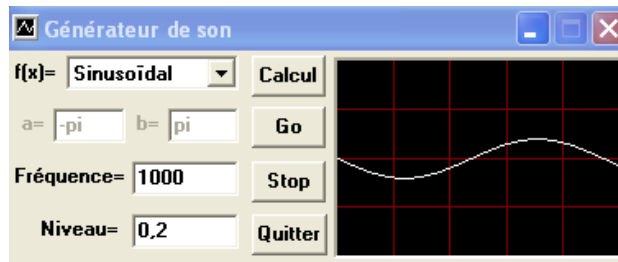 Générateur de son
f(x)= Sinusoïdal Calcul
a= -pi b= pi Go
Fréquence= 1000 Stop
Niveau= 0,2 Quitter